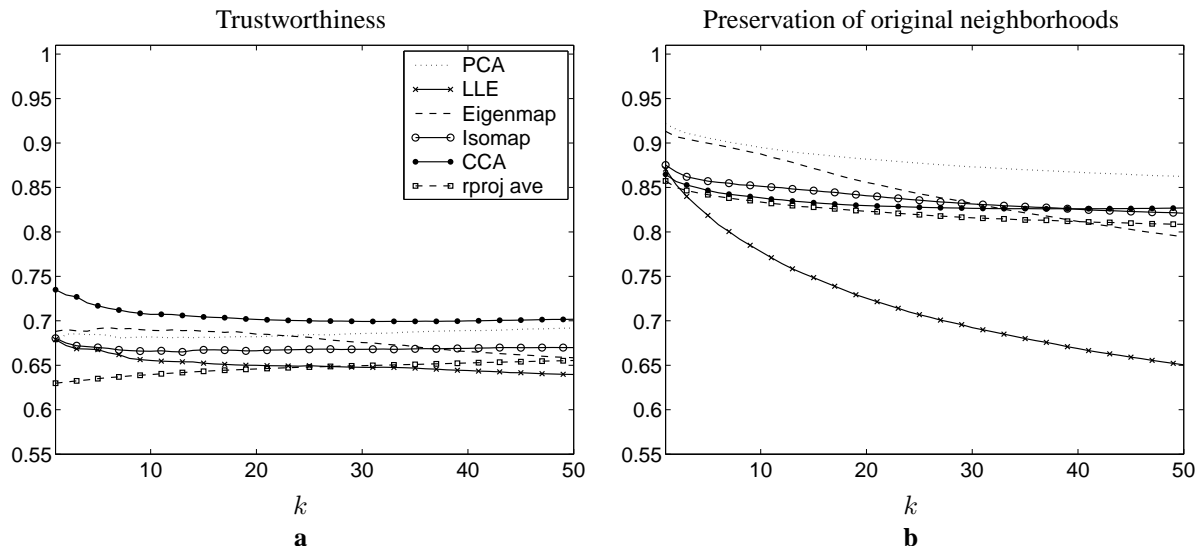 Trustworthiness
1
0.95
0.9
0.85
0.8
0.75
0.7
0.65
0.6
0.55
PCA
LLE
Eigenmap
Isomap
CCA
rproj ave
10
20
30
40
50
k
a
Preservation of original neighborhoods
1
0.95
0.9
0.85
0.8
0.75
0.7
0.65
0.6
0.55
10
20
30
40
50
k
b